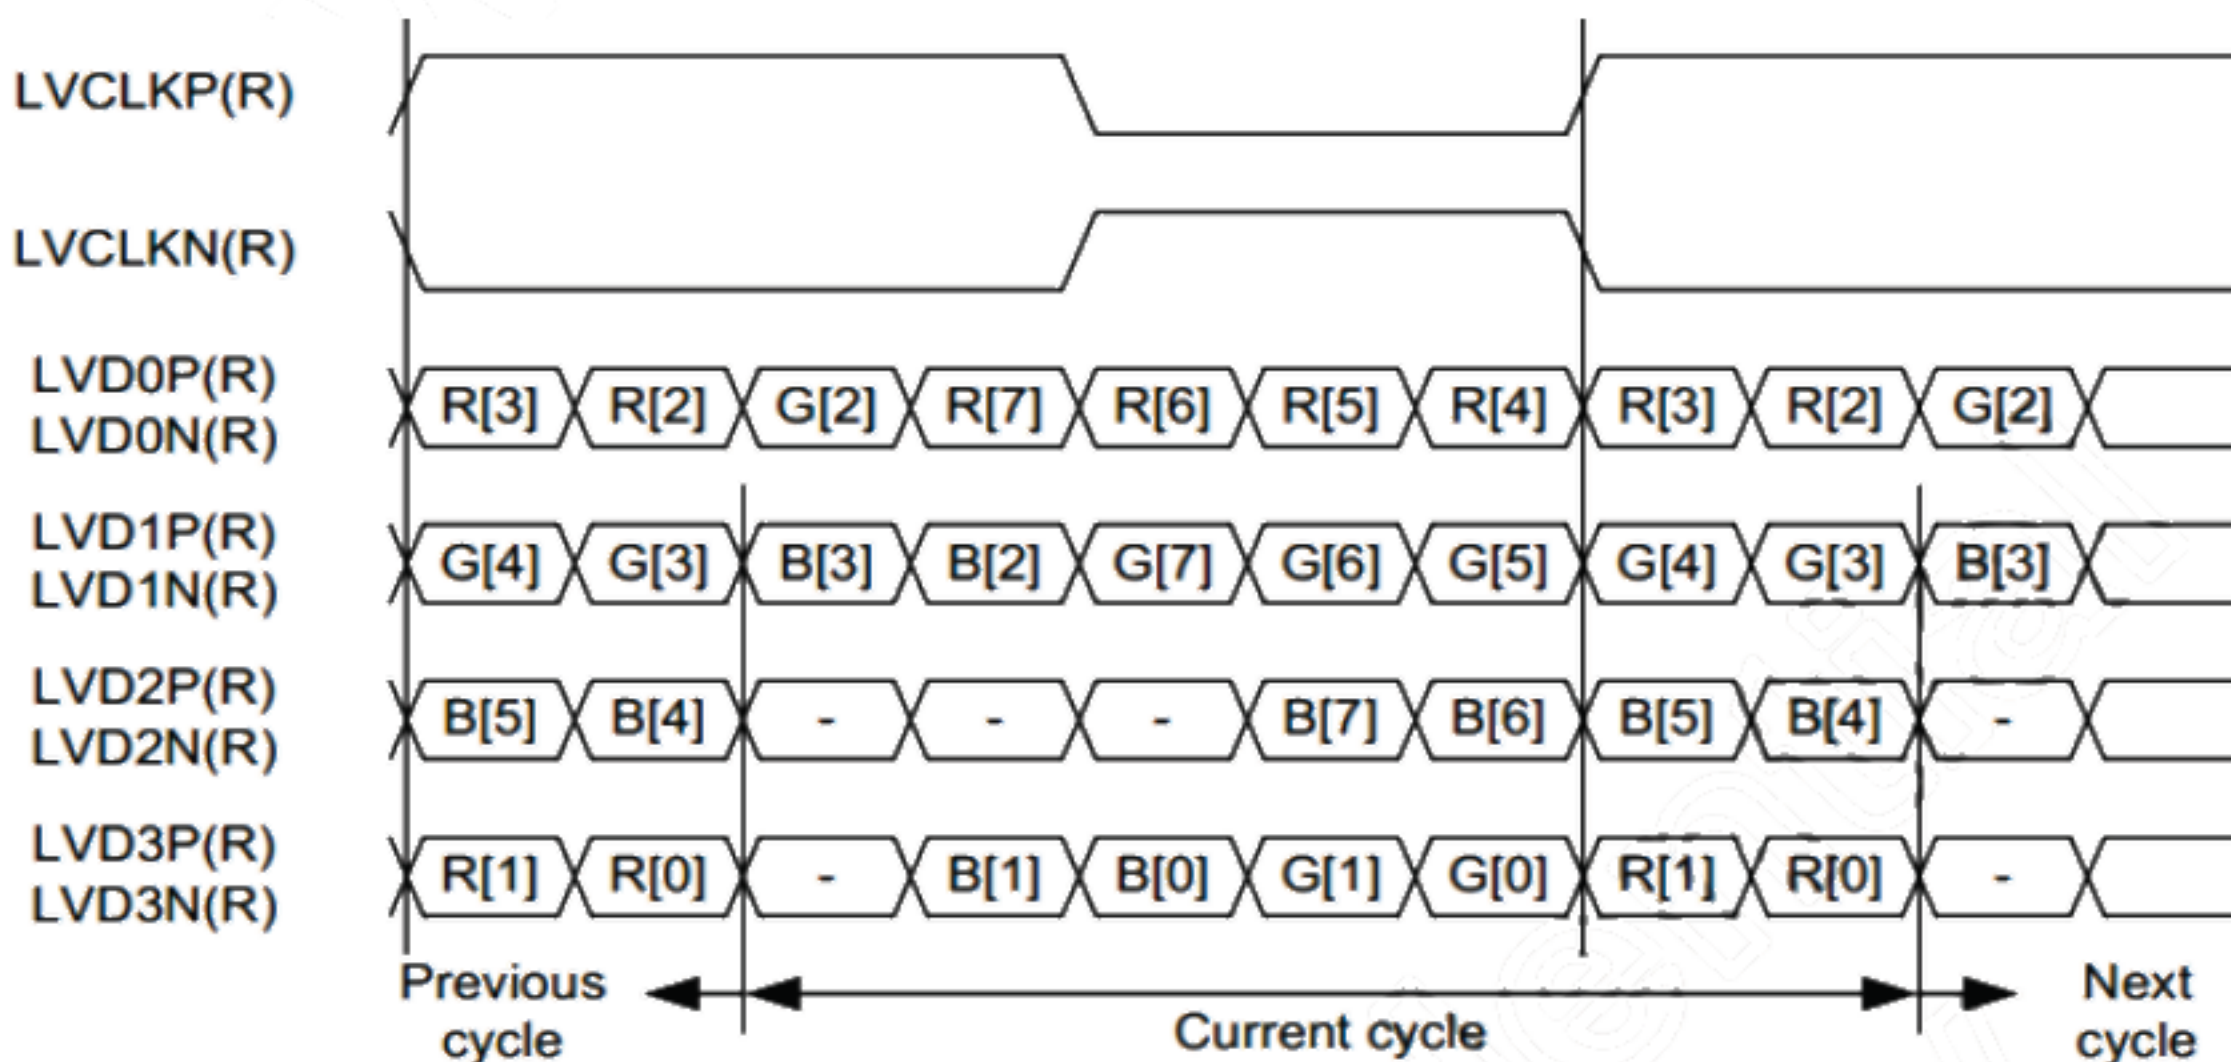 LVCLKP(R)
LVCLKN(R)
LVD0P(R)
LVD0N(R)
R[3] R[2] G[2] R[7] R[6] R[5] R[4] R[3] R[2] G[2]
LVD1P(R)
LVD1N(R)
G[4] G[3] B[3] B[2] G[7] G[6] G[5] G[4] G[3] B[3]
LVD2P(R)
LVD2N(R)
B[5] B[4] - - - B[7] B[6] B[5] B[4] -
LVD3P(R)
LVD3N(R)
R[1] R[0] - B[1] B[0] G[1] G[0] R[1] R[0] -
Previous
cycle
Current cycle
Next
cycle